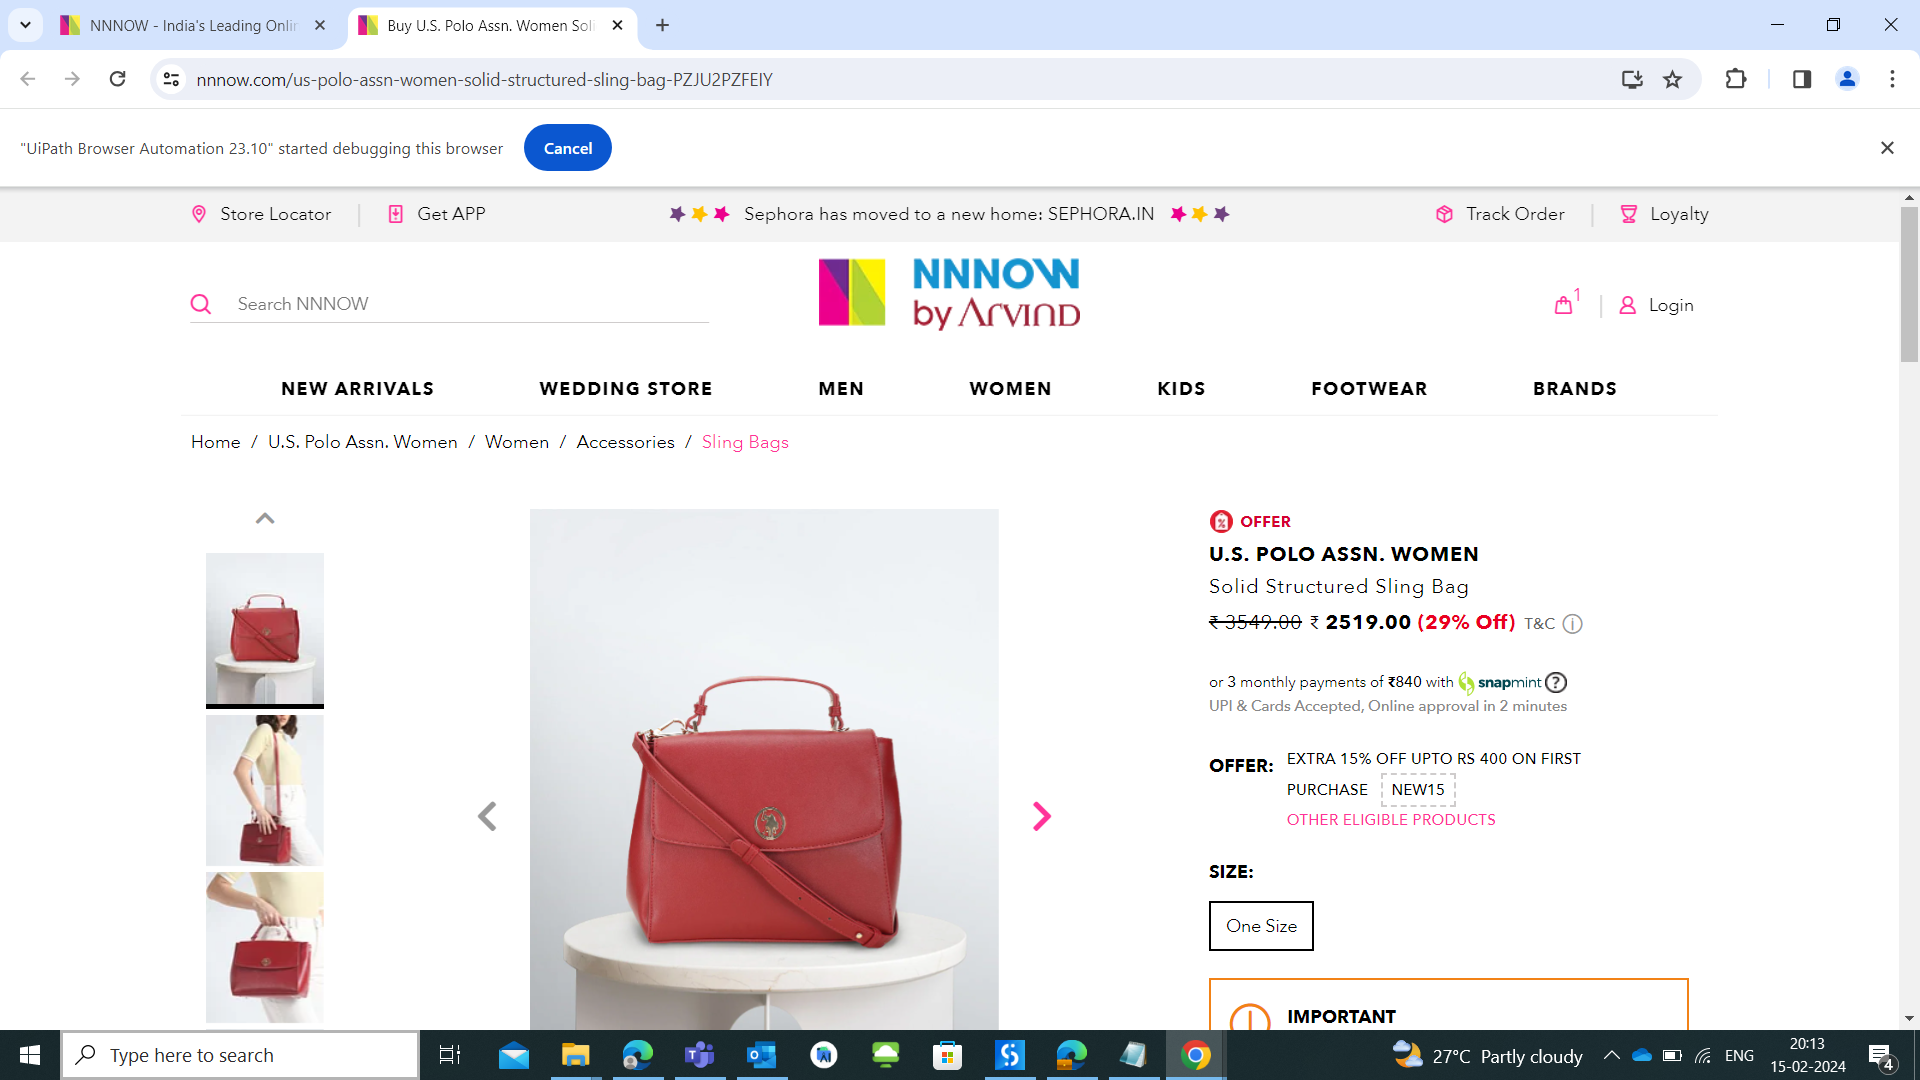 NNNOW - India's Leading Onlin
Buy U.S. Polo Assn. Women Soli
nnnow.com/us-polo-assn-women-solid-structured-sling-bag-PZJU2PZFEIY
"UiPath Browser Automation 23.10" started debugging this browser
Cancel
Store Locator
Get APP
Sephora has moved to a new home: SEPHORA.IN
Track Order
Loyalty
Search NNNOW
NNNOW
by Arvind
1
Login
NEW ARRIVALS
WEDDING STORE
MEN
WOMEN
KIDS
FOOTWEAR
BRANDS
Home / U.S. Polo Assn. Women / Women / Accessories / Sling Bags
OFFER
U.S. POLO ASSN. WOMEN
Solid Structured Sling Bag
₹ 3549.00 ₹ 2519.00 (29% Off) T&C
or 3 monthly payments of ₹840 with snapmint
UPI & Cards Accepted, Online approval in 2 minutes
OFFER:
EXTRA 15% OFF UPTO RS 400 ON FIRST
PURCHASE NEW15
OTHER ELIGIBLE PRODUCTS
SIZE:
One Size
IMPORTANT
Type here to search
27°C Partly cloudy
ENG
20:13
15-02-2024
4